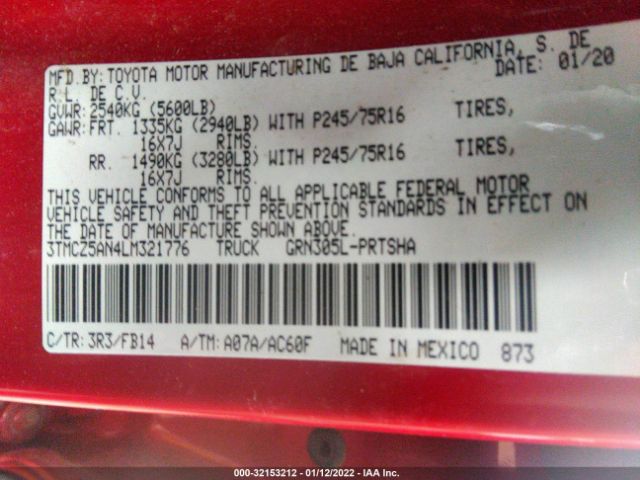 MFD. BY: TOYOTA MOTOR MANUFACTURING DE BAJA CALIFORNIA, S. DE
R.L. DE C.V. DATE: 01/20
GVWR: 2540KG (5600LB)
GAWR: FRT. 1335KG (2940LB) WITH P245/75R16 TIRES,
16X7J RIMS.
RR. 1490KG (3280LB) WITH P245/75R16 TIRES,
16X7J RIMS.
THIS VEHICLE CONFORMS TO ALL APPLICABLE FEDERAL MOTOR
VEHICLE SAFETY AND THEFT PREVENTION STANDARDS IN EFFECT ON
THE DATE OF MANUFACTURE SHOWN ABOVE.
3TMCZ5AN4LM321776 TRUCK GRN305L-PRTSHA
C/TR: 3R3/FB14 A/TM: A07A/AC60F MADE IN MEXICO 873
000-32153212 - 01/12/2022 - IAA Inc.